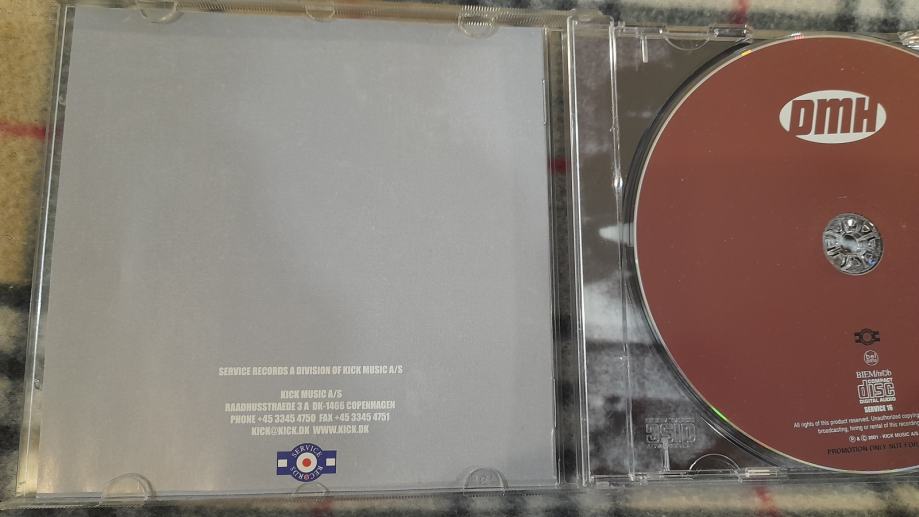 SERVICE RECORDS A DIVISION OF KICK MUSIC A/S
KICK MUSIC A/S
RAADHUSSTRAEDE 3 A DK-1466 COPENHAGEN
PHONE +45 3345 4750 FAX +45 3345 4751
KICK@KICK.DK WWW.KICK.DK
SERVICE
RECORDS
DMH
BIEM/nCb
COMPACT
disc
DIGITAL AUDIO
SERVICE 16
All rights of this product reserved. Unauthorized copying
broadcasting, hiring or rental of this recording
℗ & © 2001 - KICK MUSIC A/S
PROMOTION ONLY NOT FOR